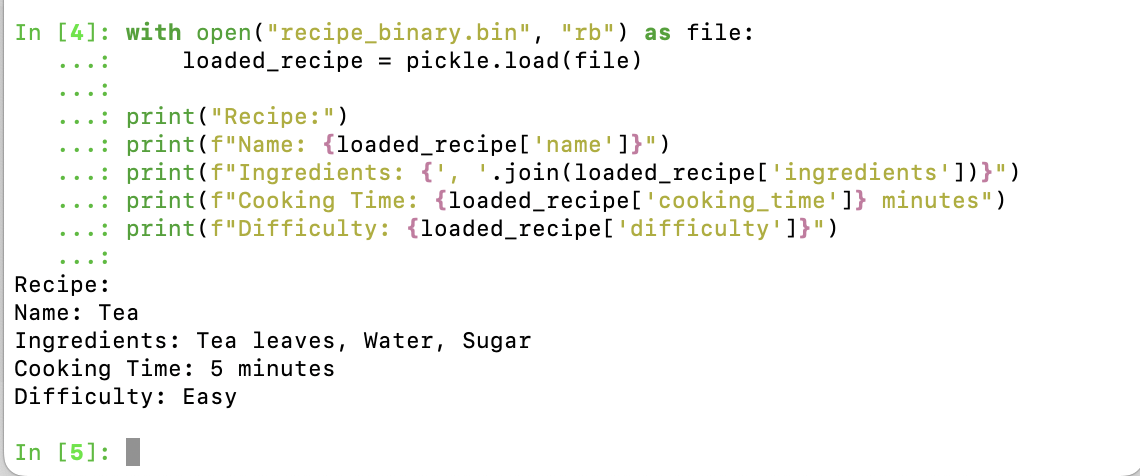 In [4]: with open("recipe_binary.bin", "rb") as file:
   ...:     loaded_recipe = pickle.load(file)
   ...:
   ...: print("Recipe:")
   ...: print(f"Name: {loaded_recipe['name']}")
   ...: print(f"Ingredients: {', '.join(loaded_recipe['ingredients'])}")
   ...: print(f"Cooking Time: {loaded_recipe['cooking_time']} minutes")
   ...: print(f"Difficulty: {loaded_recipe['difficulty']}")
   ...:
Recipe:
Name: Tea
Ingredients: Tea leaves, Water, Sugar
Cooking Time: 5 minutes
Difficulty: Easy
In [5]: